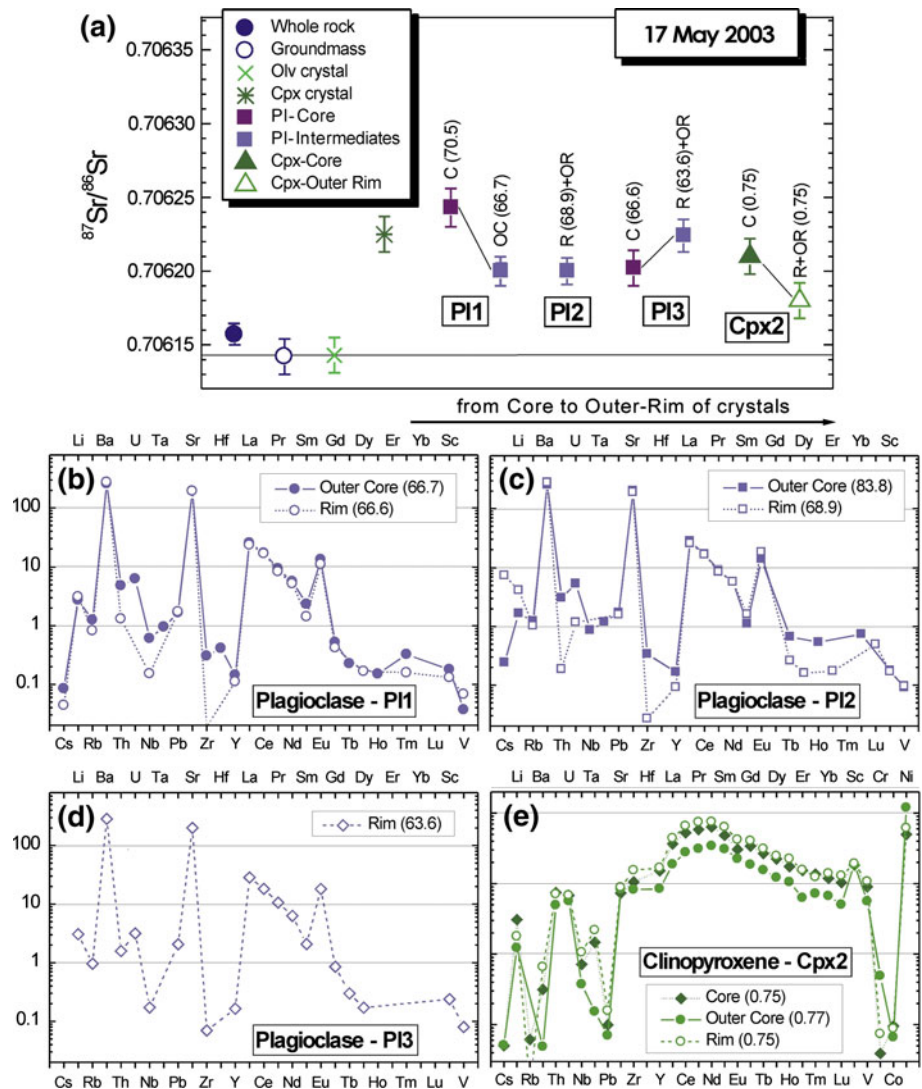 (a)
17 May 2003
Whole rock
Groundmass
Olv crystal
Cpx crystal
Pl-Core
Pl-Intermediates
Cpx-Core
Cpx-Outer Rim
87Sr/86Sr
0.70635
0.70630
0.70625
0.70620
0.70615
C (70.5)
OC (66.7)
R (68.9)+OR
C (66.6)
R (63.6)+OR
C (0.75)
R+OR (0.75)
Pl1
Pl2
Pl3
Cpx2
from Core to Outer-Rim of crystals
Li Ba U Ta Sr Hf La Pr Sm Gd Dy Er Yb Sc
Li Ba U Ta Sr Hf La Pr Sm Gd Dy Er Yb Sc
(b)
Outer Core (66.7)
Rim (66.6)
100
10
1
0.1
Plagioclase - Pl1
Cs Rb Th Nb Pb Zr Y Ce Nd Eu Tb Ho Tm Lu V
(c)
Outer Core (83.8)
Rim (68.9)
Plagioclase - Pl2
Cs Rb Th Nb Pb Zr Y Ce Nd Eu Tb Ho Tm Lu V
Li Ba U Ta Sr Hf La Pr Sm Gd Dy Er Yb Sc
(d)
Rim (63.6)
100
10
1
0.1
Plagioclase - Pl3
Cs Rb Th Nb Pb Zr Y Ce Nd Eu Tb Ho Tm Lu V
Li Ba U Ta Sr Hf La Pr Sm Gd Dy Er Yb Sc Cr Ni
(e)
Clinopyroxene - Cpx2
Core (0.75)
Outer Core (0.77)
Rim (0.75)
Cs Rb Th Nb Pb Zr Y Ce Nd Eu Tb Ho Tm Lu V Co